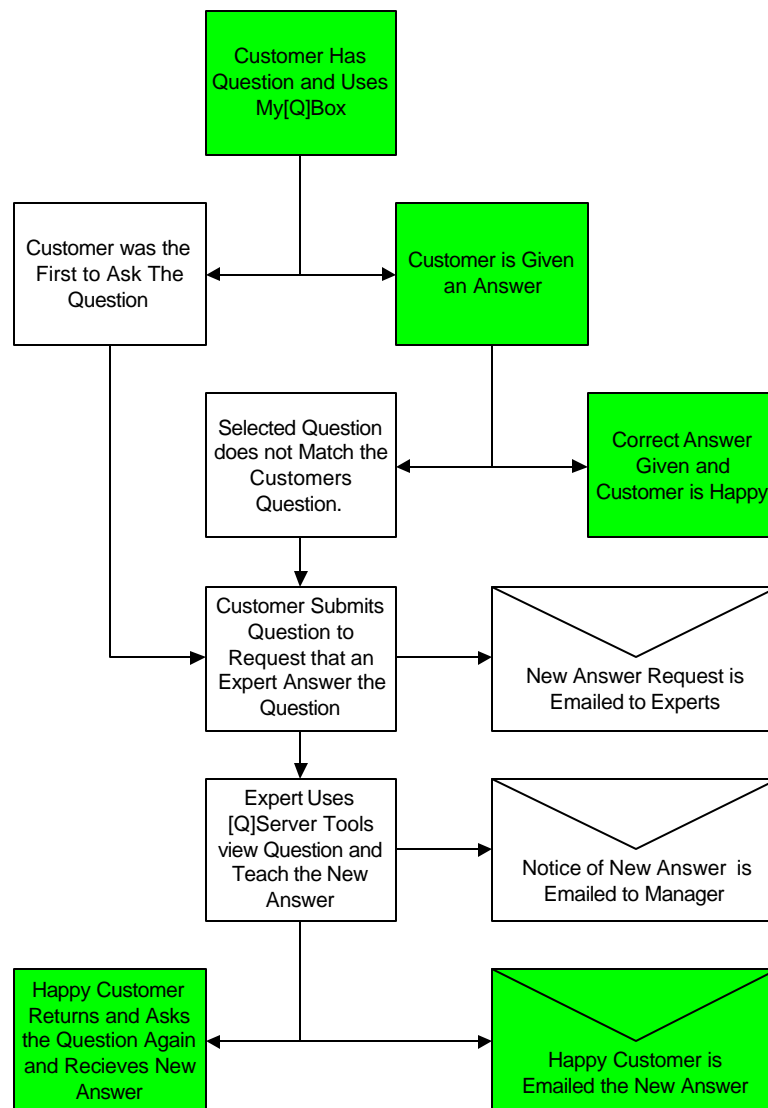 Customer Has
Question and Uses
My[Q]Box
Customer was the
First to Ask The
Question
Customer is Given
an Answer
Selected Question
does not Match the
Customers
Question.
Correct Answer
Given and
Customer is Happy
Customer Submits
Question to
Request that an
Expert Answer the
Question
New Answer Request is
Emailed to Experts
Expert Uses
[Q]Server Tools
view Question and
Teach the New
Answer
Notice of New Answer is
Emailed to Manager
Happy Customer
Returns and Asks
the Question Again
and Recieves New
Answer
Happy Customer is
Emailed the New Answer